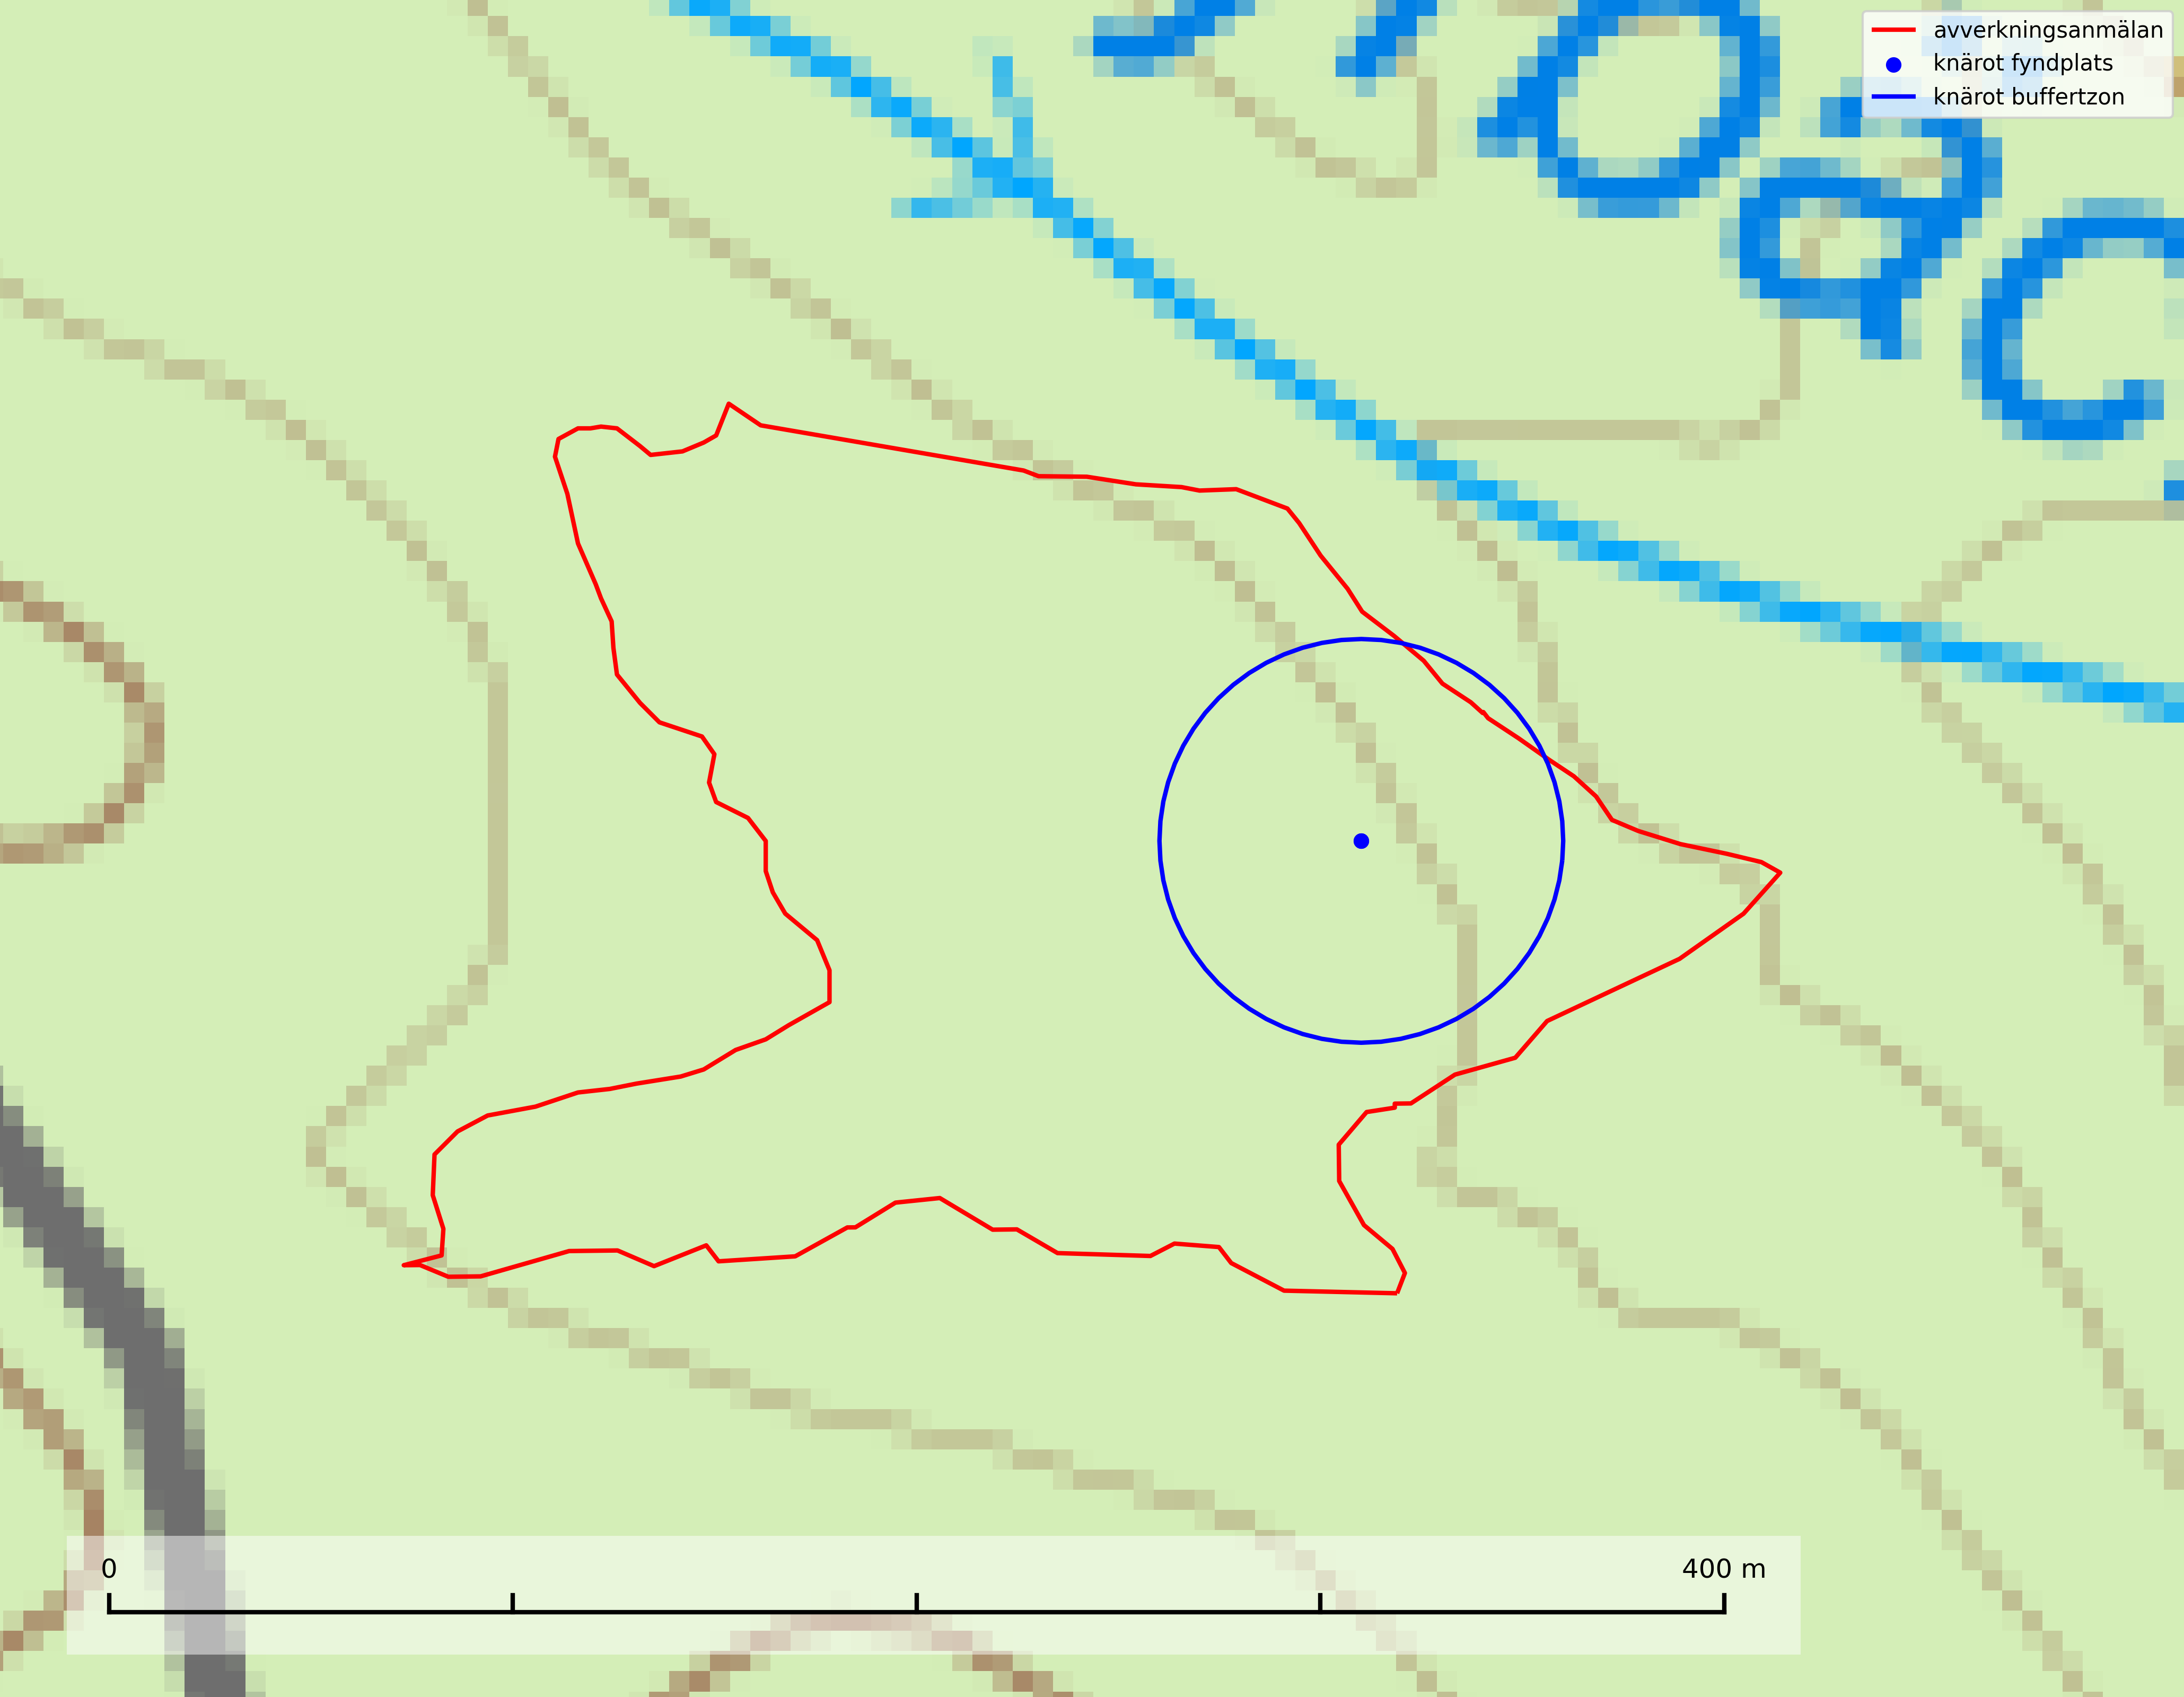 avverkningsanmälan
knärot fyndplats
knärot buffertzon
0 400 m